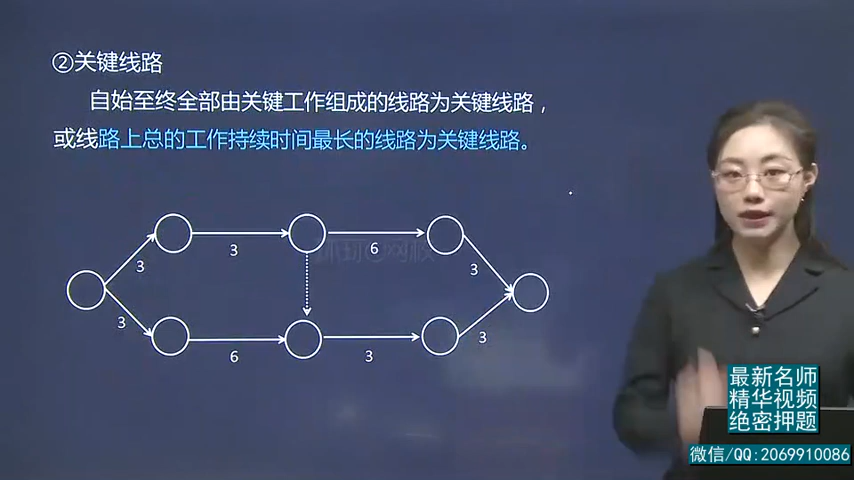 ②关键线路
自始至终全部由关键工作组成的线路为关键线路，
或线路上总的工作持续时间最长的线路为关键线路。
3
3
6
3
3
6
3
3
最新名师
精华视频
绝密押题
微信/QQ:2069910086